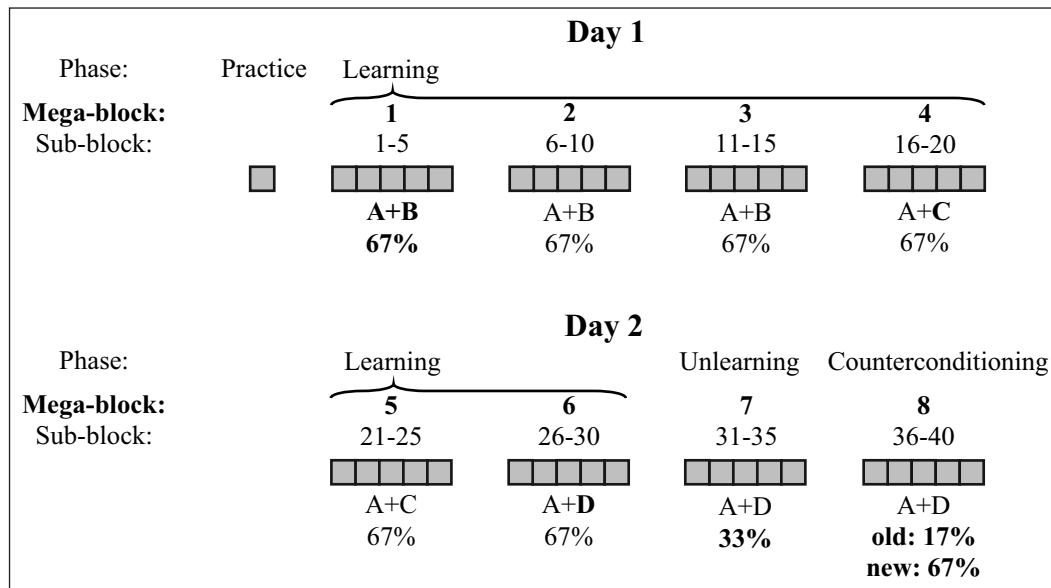 Day 1
Phase: Practice Learning
Mega-block: 1 2 3 4
Sub-block: 1-5 6-10 11-15 16-20
A+B A+B A+B A+C
67% 67% 67% 67%
Day 2
Phase: Learning Unlearning Counterconditioning
Mega-block: 5 6 7 8
Sub-block: 21-25 26-30 31-35 36-40
A+C A+D A+D A+D
67% 67% 33% old: 17%
new: 67%